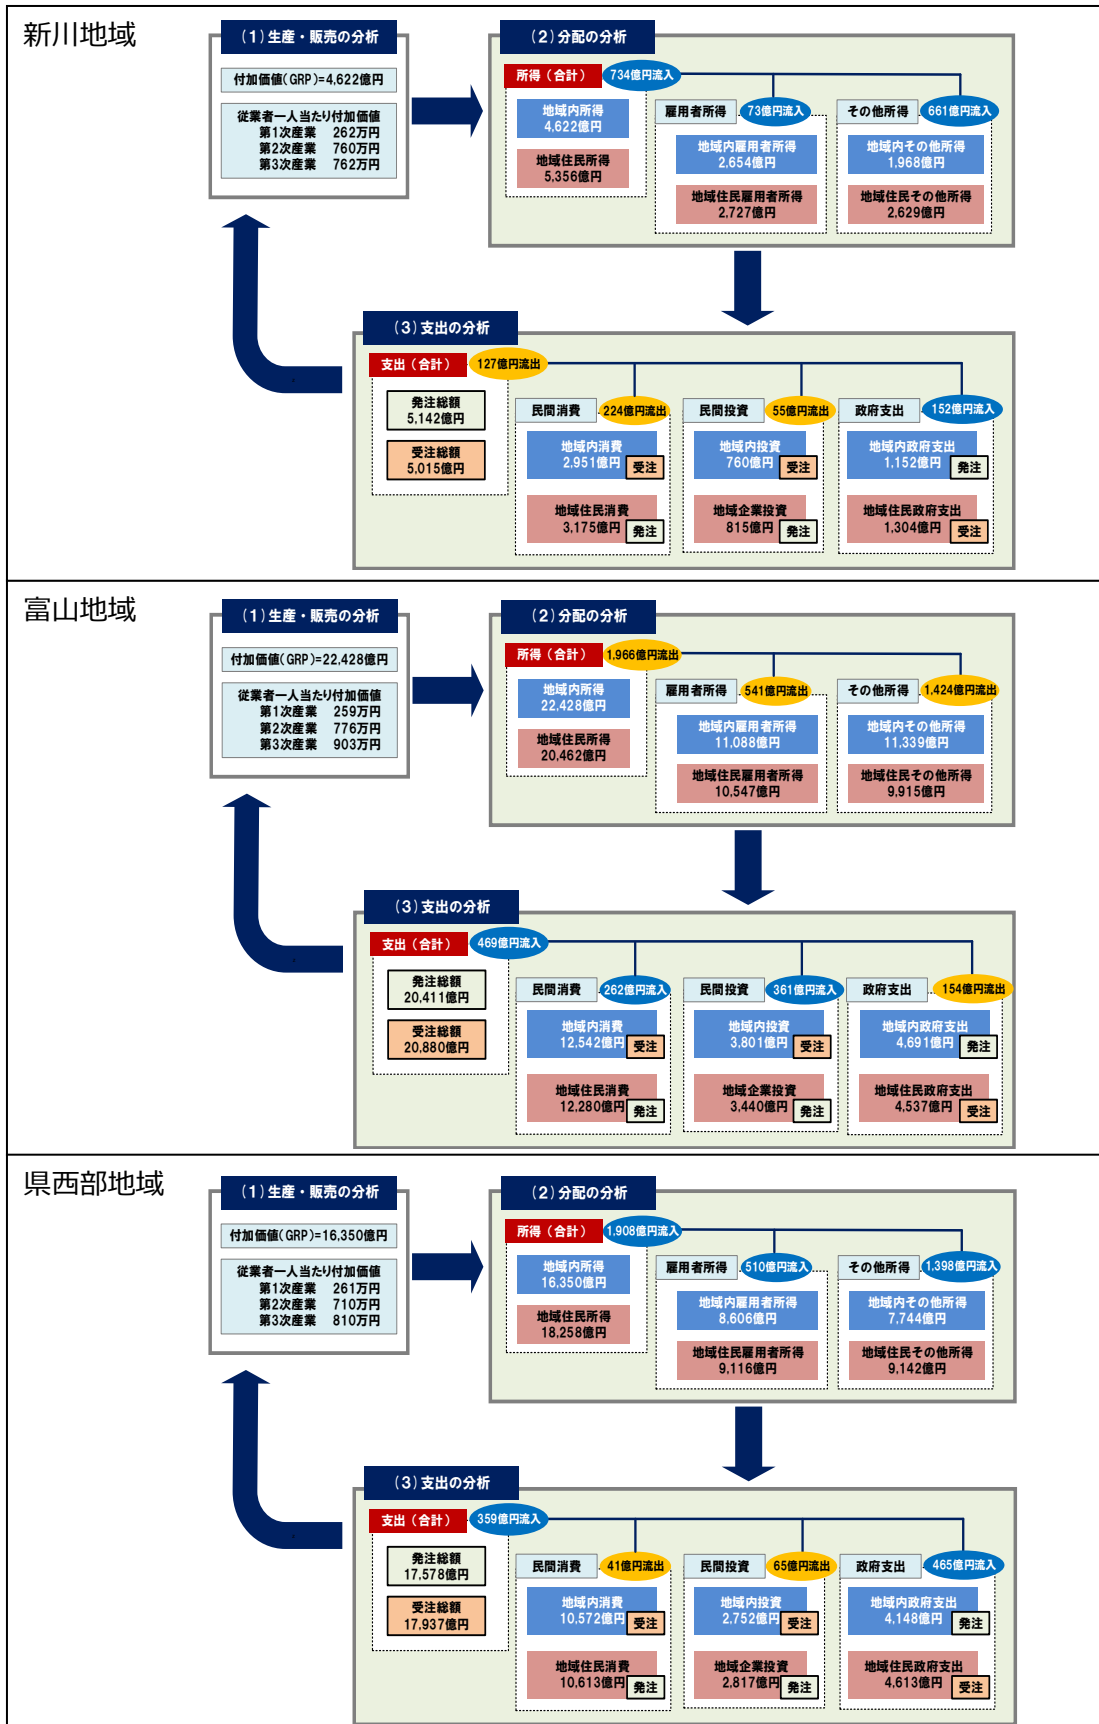 新川地域
(1)生産・販売の分析
付加価値(GRP)=4,622億円
従業者一人当たり付加価値
第1次産業 262万円
第2次産業 760万円
第3次産業 762万円
(2)分配の分析
所得(合計)
734億円流入
地域内所得
4,622億円
地域住民所得
5,356億円
雇用者所得
73億円流入
地域内雇用者所得
2,654億円
地域住民雇用者所得
2,727億円
その他所得
661億円流入
地域内その他所得
1,968億円
地域住民その他所得
2,629億円
(3)支出の分析
支出(合計)
127億円流出
発注総額
5,142億円
受注総額
5,015億円
民間消費
224億円流出
地域内消費
2,951億円
受注
地域住民消費
3,175億円
発注
民間投資
55億円流出
地域内投資
760億円
受注
地域企業投資
815億円
発注
政府支出
152億円流入
地域内政府支出
1,152億円
発注
地域住民政府支出
1,304億円
受注
富山地域
(1)生産・販売の分析
付加価値(GRP)=22,428億円
従業者一人当たり付加価値
第1次産業 259万円
第2次産業 776万円
第3次産業 903万円
(2)分配の分析
所得(合計)
1,966億円流出
地域内所得
22,428億円
地域住民所得
20,462億円
雇用者所得
541億円流出
地域内雇用者所得
11,088億円
地域住民雇用者所得
10,547億円
その他所得
1,424億円流出
地域内その他所得
11,339億円
地域住民その他所得
9,915億円
(3)支出の分析
支出(合計)
469億円流入
発注総額
20,411億円
受注総額
20,880億円
民間消費
262億円流入
地域内消費
12,542億円
受注
地域住民消費
12,280億円
発注
民間投資
361億円流入
地域内投資
3,801億円
受注
地域企業投資
3,440億円
発注
政府支出
154億円流出
地域内政府支出
4,691億円
発注
地域住民政府支出
4,537億円
受注
県西部地域
(1)生産・販売の分析
付加価値(GRP)=16,350億円
従業者一人当たり付加価値
第1次産業 261万円
第2次産業 710万円
第3次産業 810万円
(2)分配の分析
所得(合計)
1,908億円流入
地域内所得
16,350億円
地域住民所得
18,258億円
雇用者所得
510億円流入
地域内雇用者所得
8,606億円
地域住民雇用者所得
9,116億円
その他所得
1,398億円流入
地域内その他所得
7,744億円
地域住民その他所得
9,142億円
(3)支出の分析
支出(合計)
359億円流入
発注総額
17,578億円
受注総額
17,937億円
民間消費
41億円流出
地域内消費
10,572億円
受注
地域住民消費
10,613億円
発注
民間投資
65億円流出
地域内投資
2,752億円
受注
地域企業投資
2,817億円
発注
政府支出
465億円流入
地域内政府支出
4,148億円
発注
地域住民政府支出
4,613億円
受注